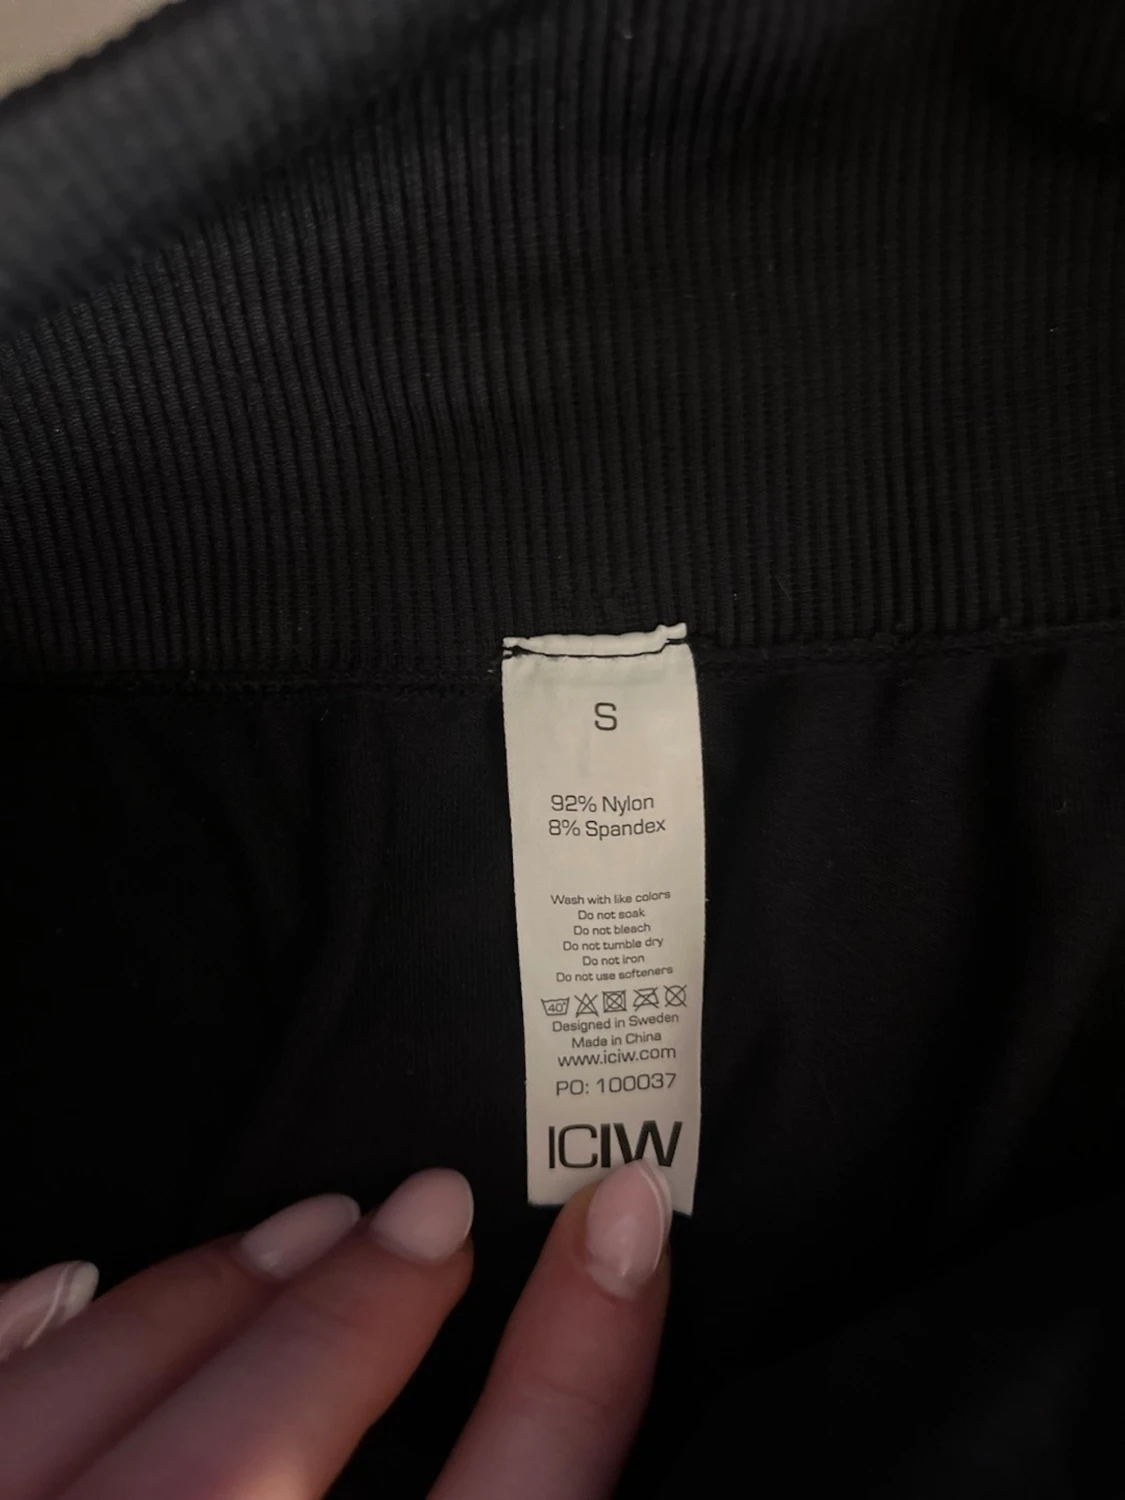 S
92% Nylon
8% Spandex
Wash with like colors
Do not soak
Do not bleach
Do not tumble dry
Do not iron
Do not use softeners
40°
Designed in Sweden
Made in China
www.iciw.com
PO: 100037
ICIW